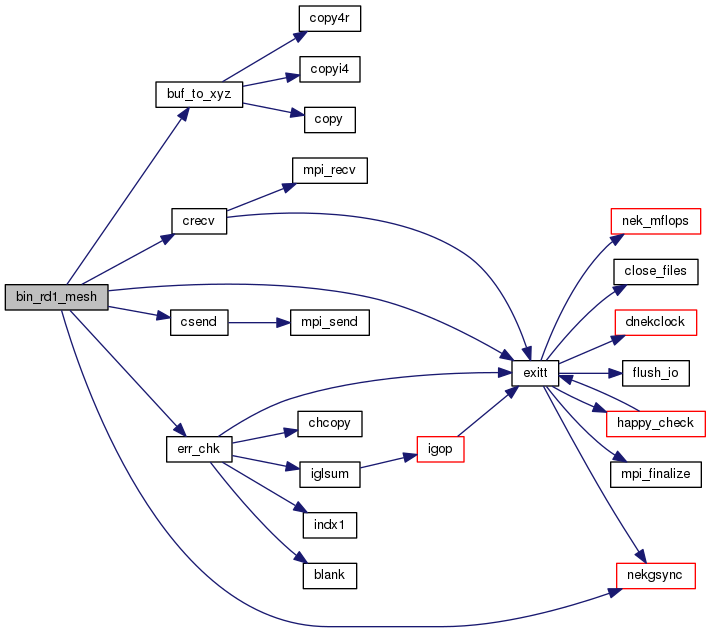 copy4r
copyi4
buf_to_xyz
copy
mpi_recv
crecv
nek_mflops
close_files
bin_rd1_mesh
csend
mpi_send
dnekclock
exitt
flush_io
chcopy
happy_check
err_chk
igop
iglsum
mpi_finalize
indx1
blank
nekgsync